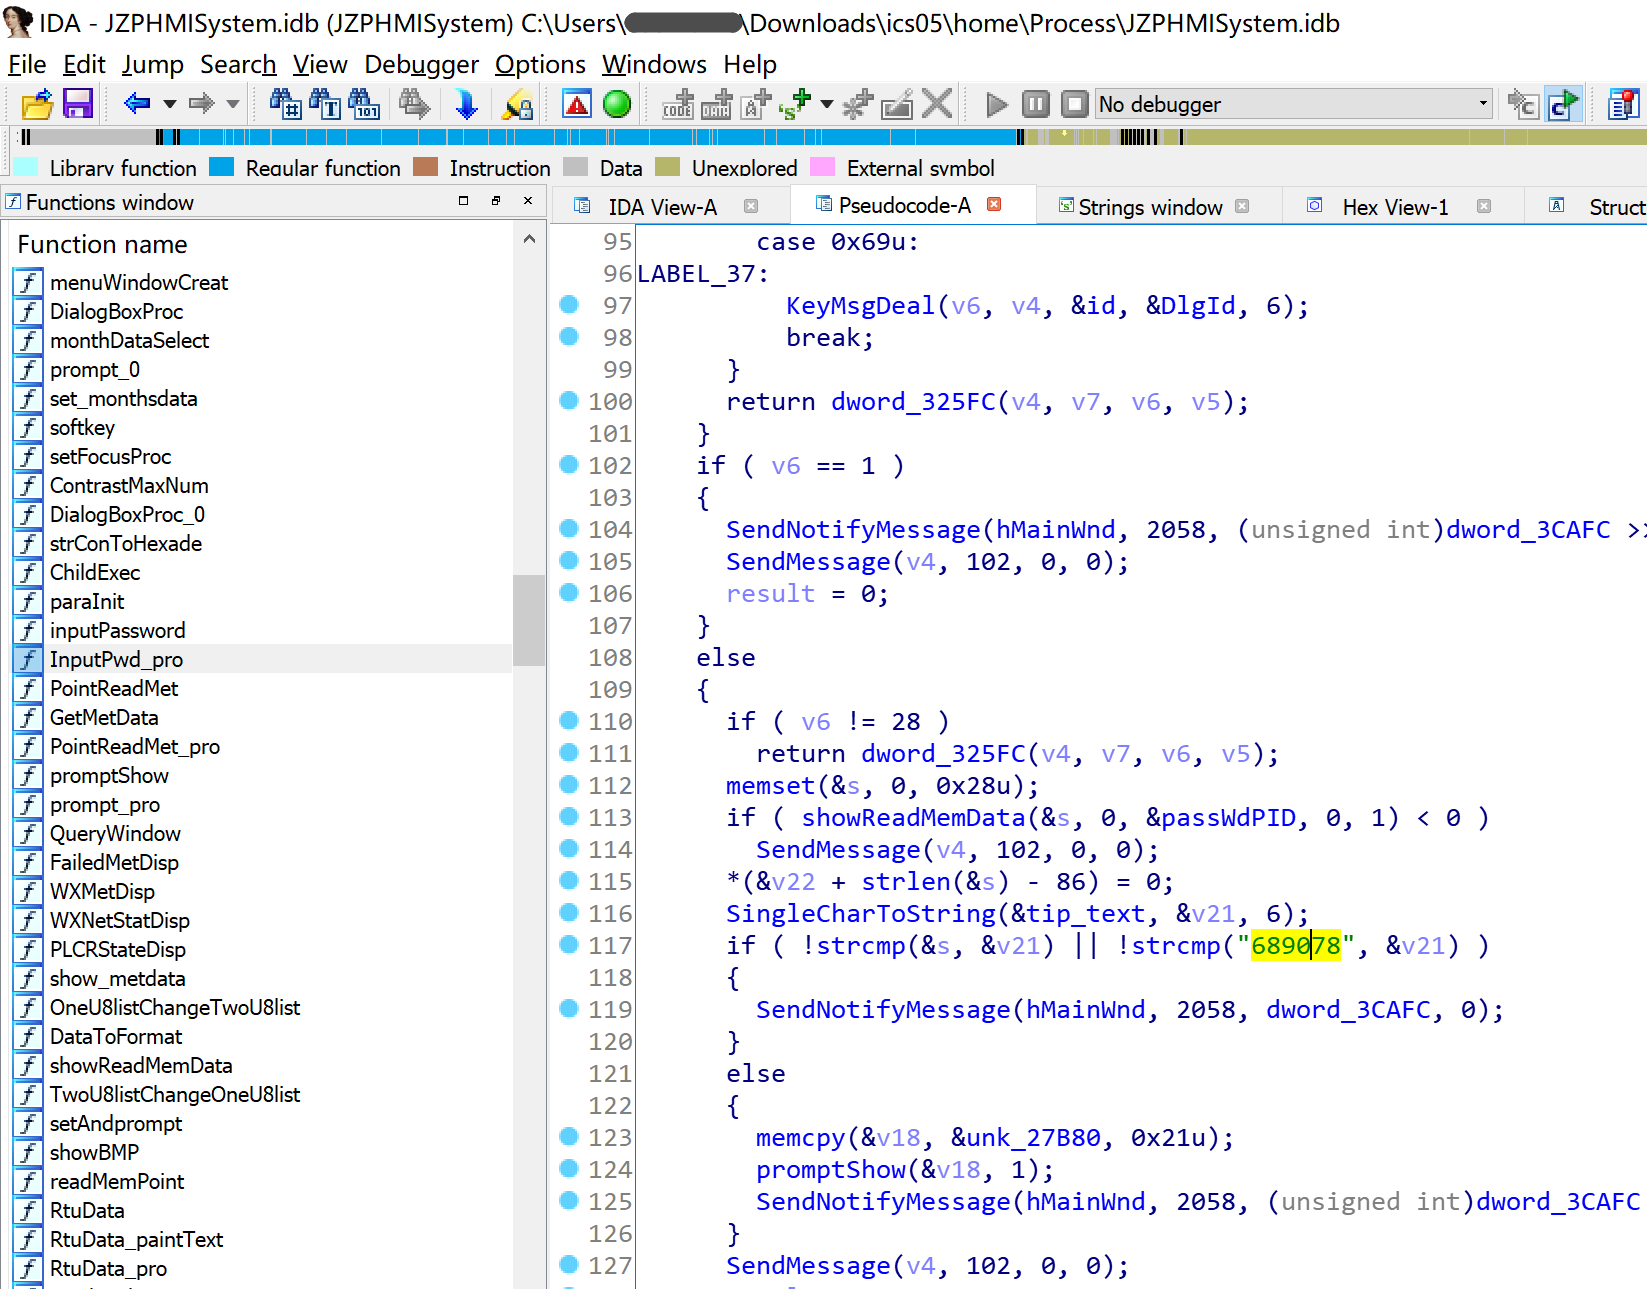 IDA - JZPHMISystem.idb (JZPHMISystem) C:\Users\ \Downloads\ics05\home\Process\JZPHMISystem.idb
File Edit Jump Search View Debugger Options Windows Help
No debugger
Library function Regular function Instruction Data Unexplored External symbol
Functions window
IDA View-A Pseudocode-A Strings window Hex View-1 Struct
Function name
menuWindowCreat
DialogBoxProc
monthDataSelect
prompt_0
set_monthsdata
softkey
setFocusProc
ContrastMaxNum
DialogBoxProc_0
strConToHexade
ChildExec
paraInit
inputPassword
InputPwd_pro
PointReadMet
GetMetData
PointReadMet_pro
promptShow
prompt_pro
QueryWindow
FailedMetDisp
WXMetDisp
WXNetStatDisp
PLCRStateDisp
show_metdata
OneU8listChangeTwoU8list
DataToFormat
showReadMemData
TwoU8listChangeOneU8list
setAndprompt
showBMP
readMemPoint
RtuData
RtuData_paintText
RtuData_pro
95 case 0x69u:
96 LABEL_37:
97 KeyMsgDeal(v6, v4, &id, &DlgId, 6);
98 break;
99 }
100 return dword_325FC(v4, v7, v6, v5);
101 }
102 if ( v6 == 1 )
103 {
104 SendNotifyMessage(hMainWnd, 2058, (unsigned int)dword_3CAFC >>
105 SendMessage(v4, 102, 0, 0);
106 result = 0;
107 }
108 else
109 {
110 if ( v6 != 28 )
111 return dword_325FC(v4, v7, v6, v5);
112 memset(&s, 0, 0x28u);
113 if ( showReadMemData(&s, 0, &passWdPID, 0, 1) < 0 )
114 SendMessage(v4, 102, 0, 0);
115 *(&v22 + strlen(&s) - 86) = 0;
116 SingleCharToString(&tip_text, &v21, 6);
117 if ( !strcmp(&s, &v21) || !strcmp("689078", &v21) )
118 {
119 SendNotifyMessage(hMainWnd, 2058, dword_3CAFC, 0);
120 }
121 else
122 {
123 memcpy(&v18, &unk_27B80, 0x21u);
124 promptShow(&v18, 1);
125 SendNotifyMessage(hMainWnd, 2058, (unsigned int)dword_3CAFC
126 }
127 SendMessage(v4, 102, 0, 0);